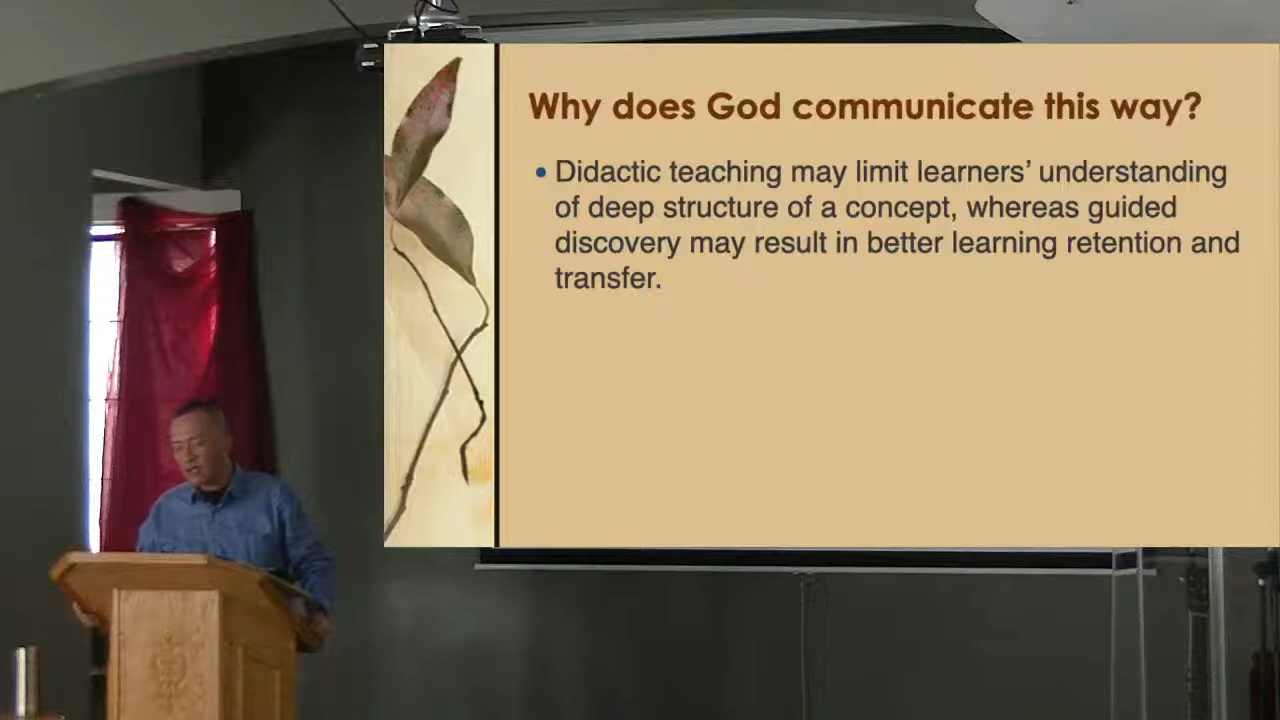 Why does God communicate this way?
• Didactic teaching may limit learners’ understanding
of deep structure of a concept, whereas guided
discovery may result in better learning retention and
transfer.